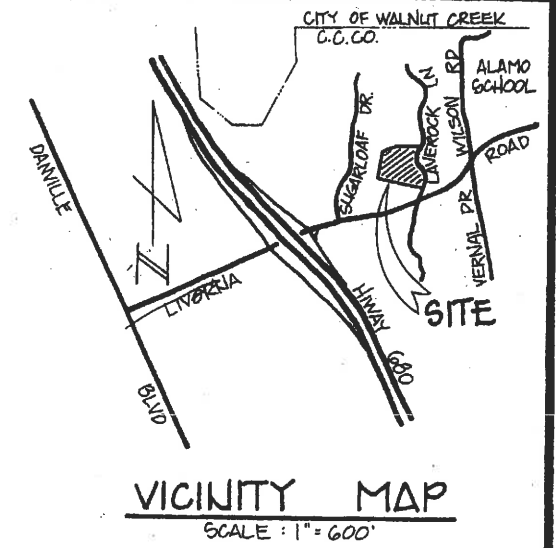 CITY OF WALNUT CREEK
C.C.CO.
ALAMO
SCHOOL
SUGARLOAF DR.
LAVEROCK LN
WILSON RD
ROAD
VERNAL DR
DANVILLE
BLVD
N
LIVORNA
HIWAY
680
SITE
VICINITY MAP
SCALE : 1" = 600'